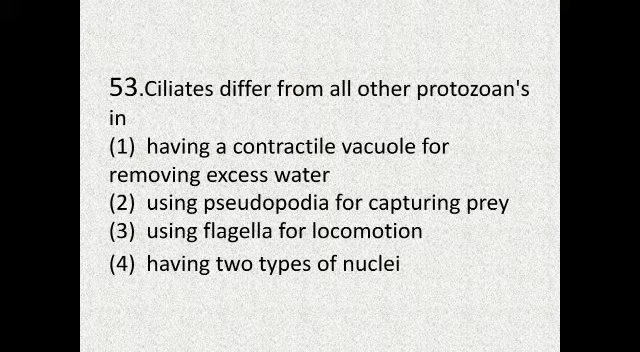 53.Ciliates differ from all other protozoan's
in
(1) having a contractile vacuole for
removing excess water
(2) using pseudopodia for capturing prey
(3) using flagella for locomotion
(4) having two types of nuclei